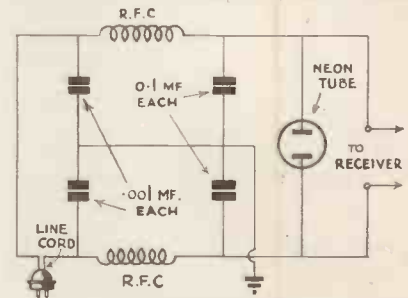 R.F.C
0.1 MF
EACH
NEON
TUBE
TO
RECEIVER
.001 MF.
EACH
LINE
CORD
R.F.C